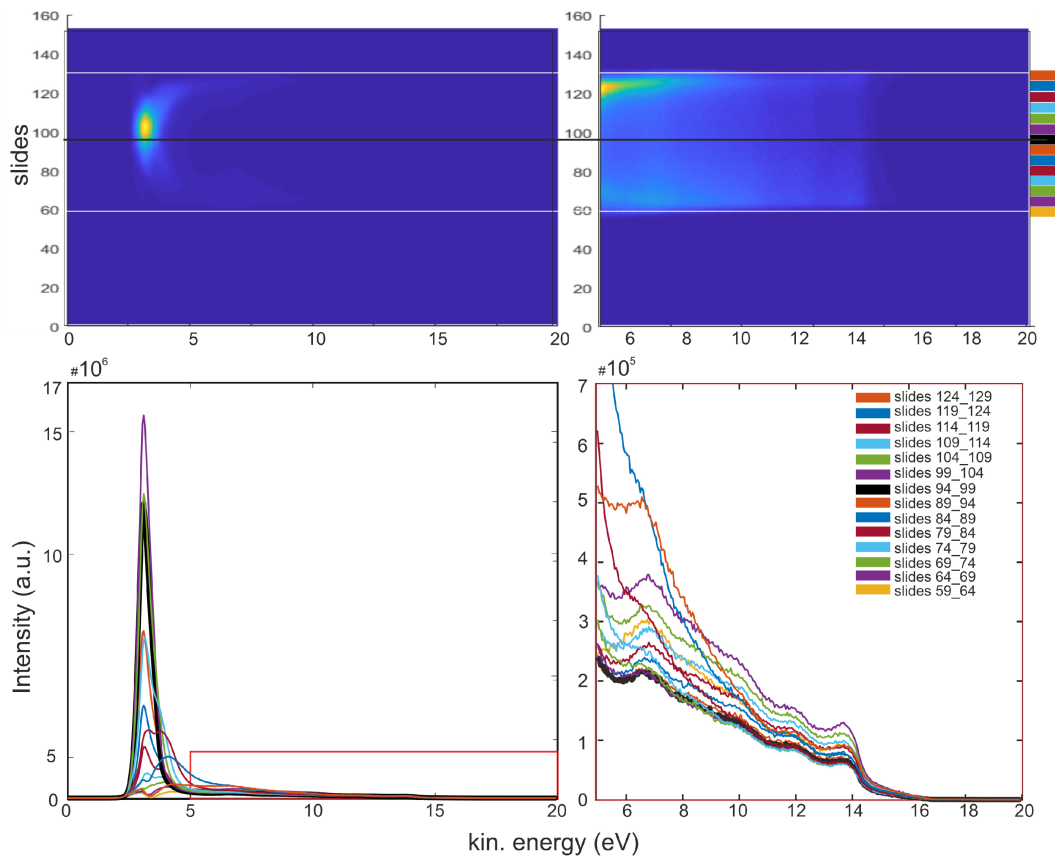 160
140
120
100
80
60
40
20
0
slides
0 5 10 15 20
6 8 10 12 14 16 18 20
#10⁶
17
15
10
5
0
Intensity (a.u.)
0 5 10 15 20
#10⁵
7
6
5
4
3
2
1
0
6 8 10 12 14 16 18 20
slides 124_129
slides 119_124
slides 114_119
slides 109_114
slides 104_109
slides 99_104
slides 94_99
slides 89_94
slides 84_89
slides 79_84
slides 74_79
slides 69_74
slides 64_69
slides 59_64
kin. energy (eV)
160
140
120
100
80
60
40
20
0